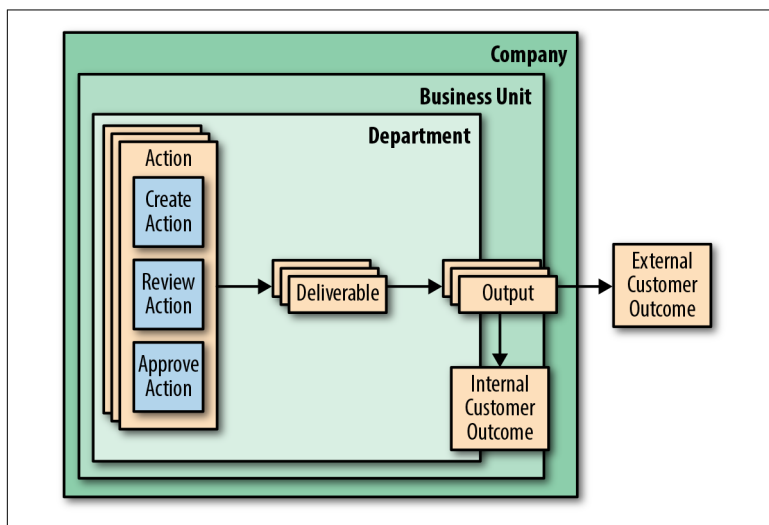 Company
Business Unit
Department
Action
Create
Action
Review
Action
Approve
Action
Deliverable
Output
External
Customer
Outcome
Internal
Customer
Outcome